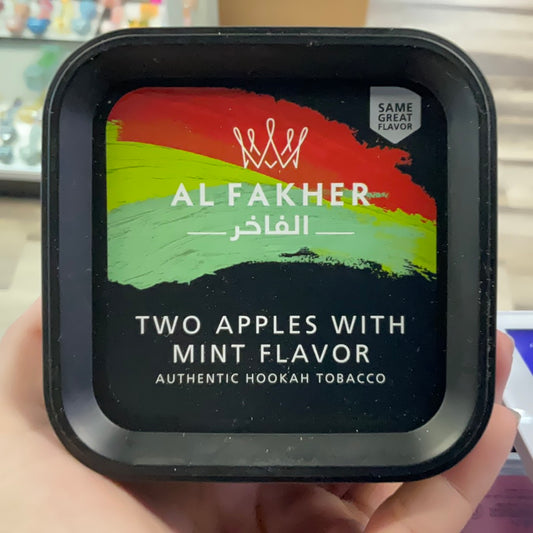 SAME
GREAT
FLAVOR
AL FAKHER
الفاخر
TWO APPLES WITH
MINT FLAVOR
AUTHENTIC HOOKAH TOBACCO